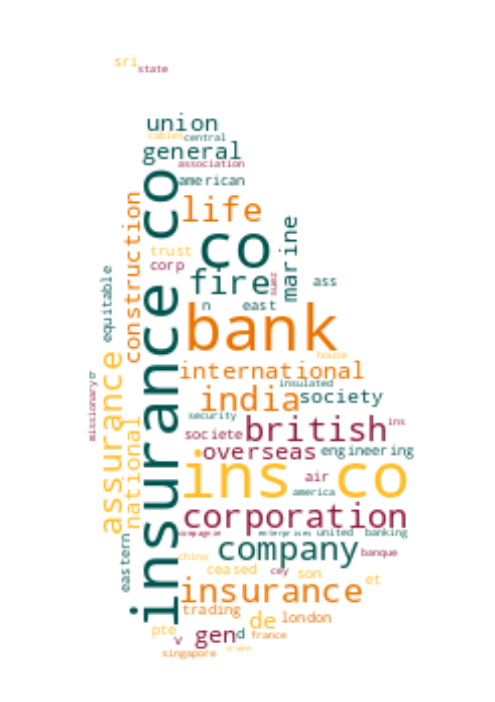 sri
state
union
cables
central
general
association
american
life
insurance co
construction
co
trust
corp
fire
marine
suez
ass
equitable
n
east
bank
house
international
insulated
missionary
assurance
india
society
security
national
societe
british
ins
overseas
engineering
air
ins co
america
corporation
compagnie
enterprises
united
banking
eastern
china
company
banque
ceased
cey
son
et
insurance
trading
de
london
pte
v
gend
france
singapore